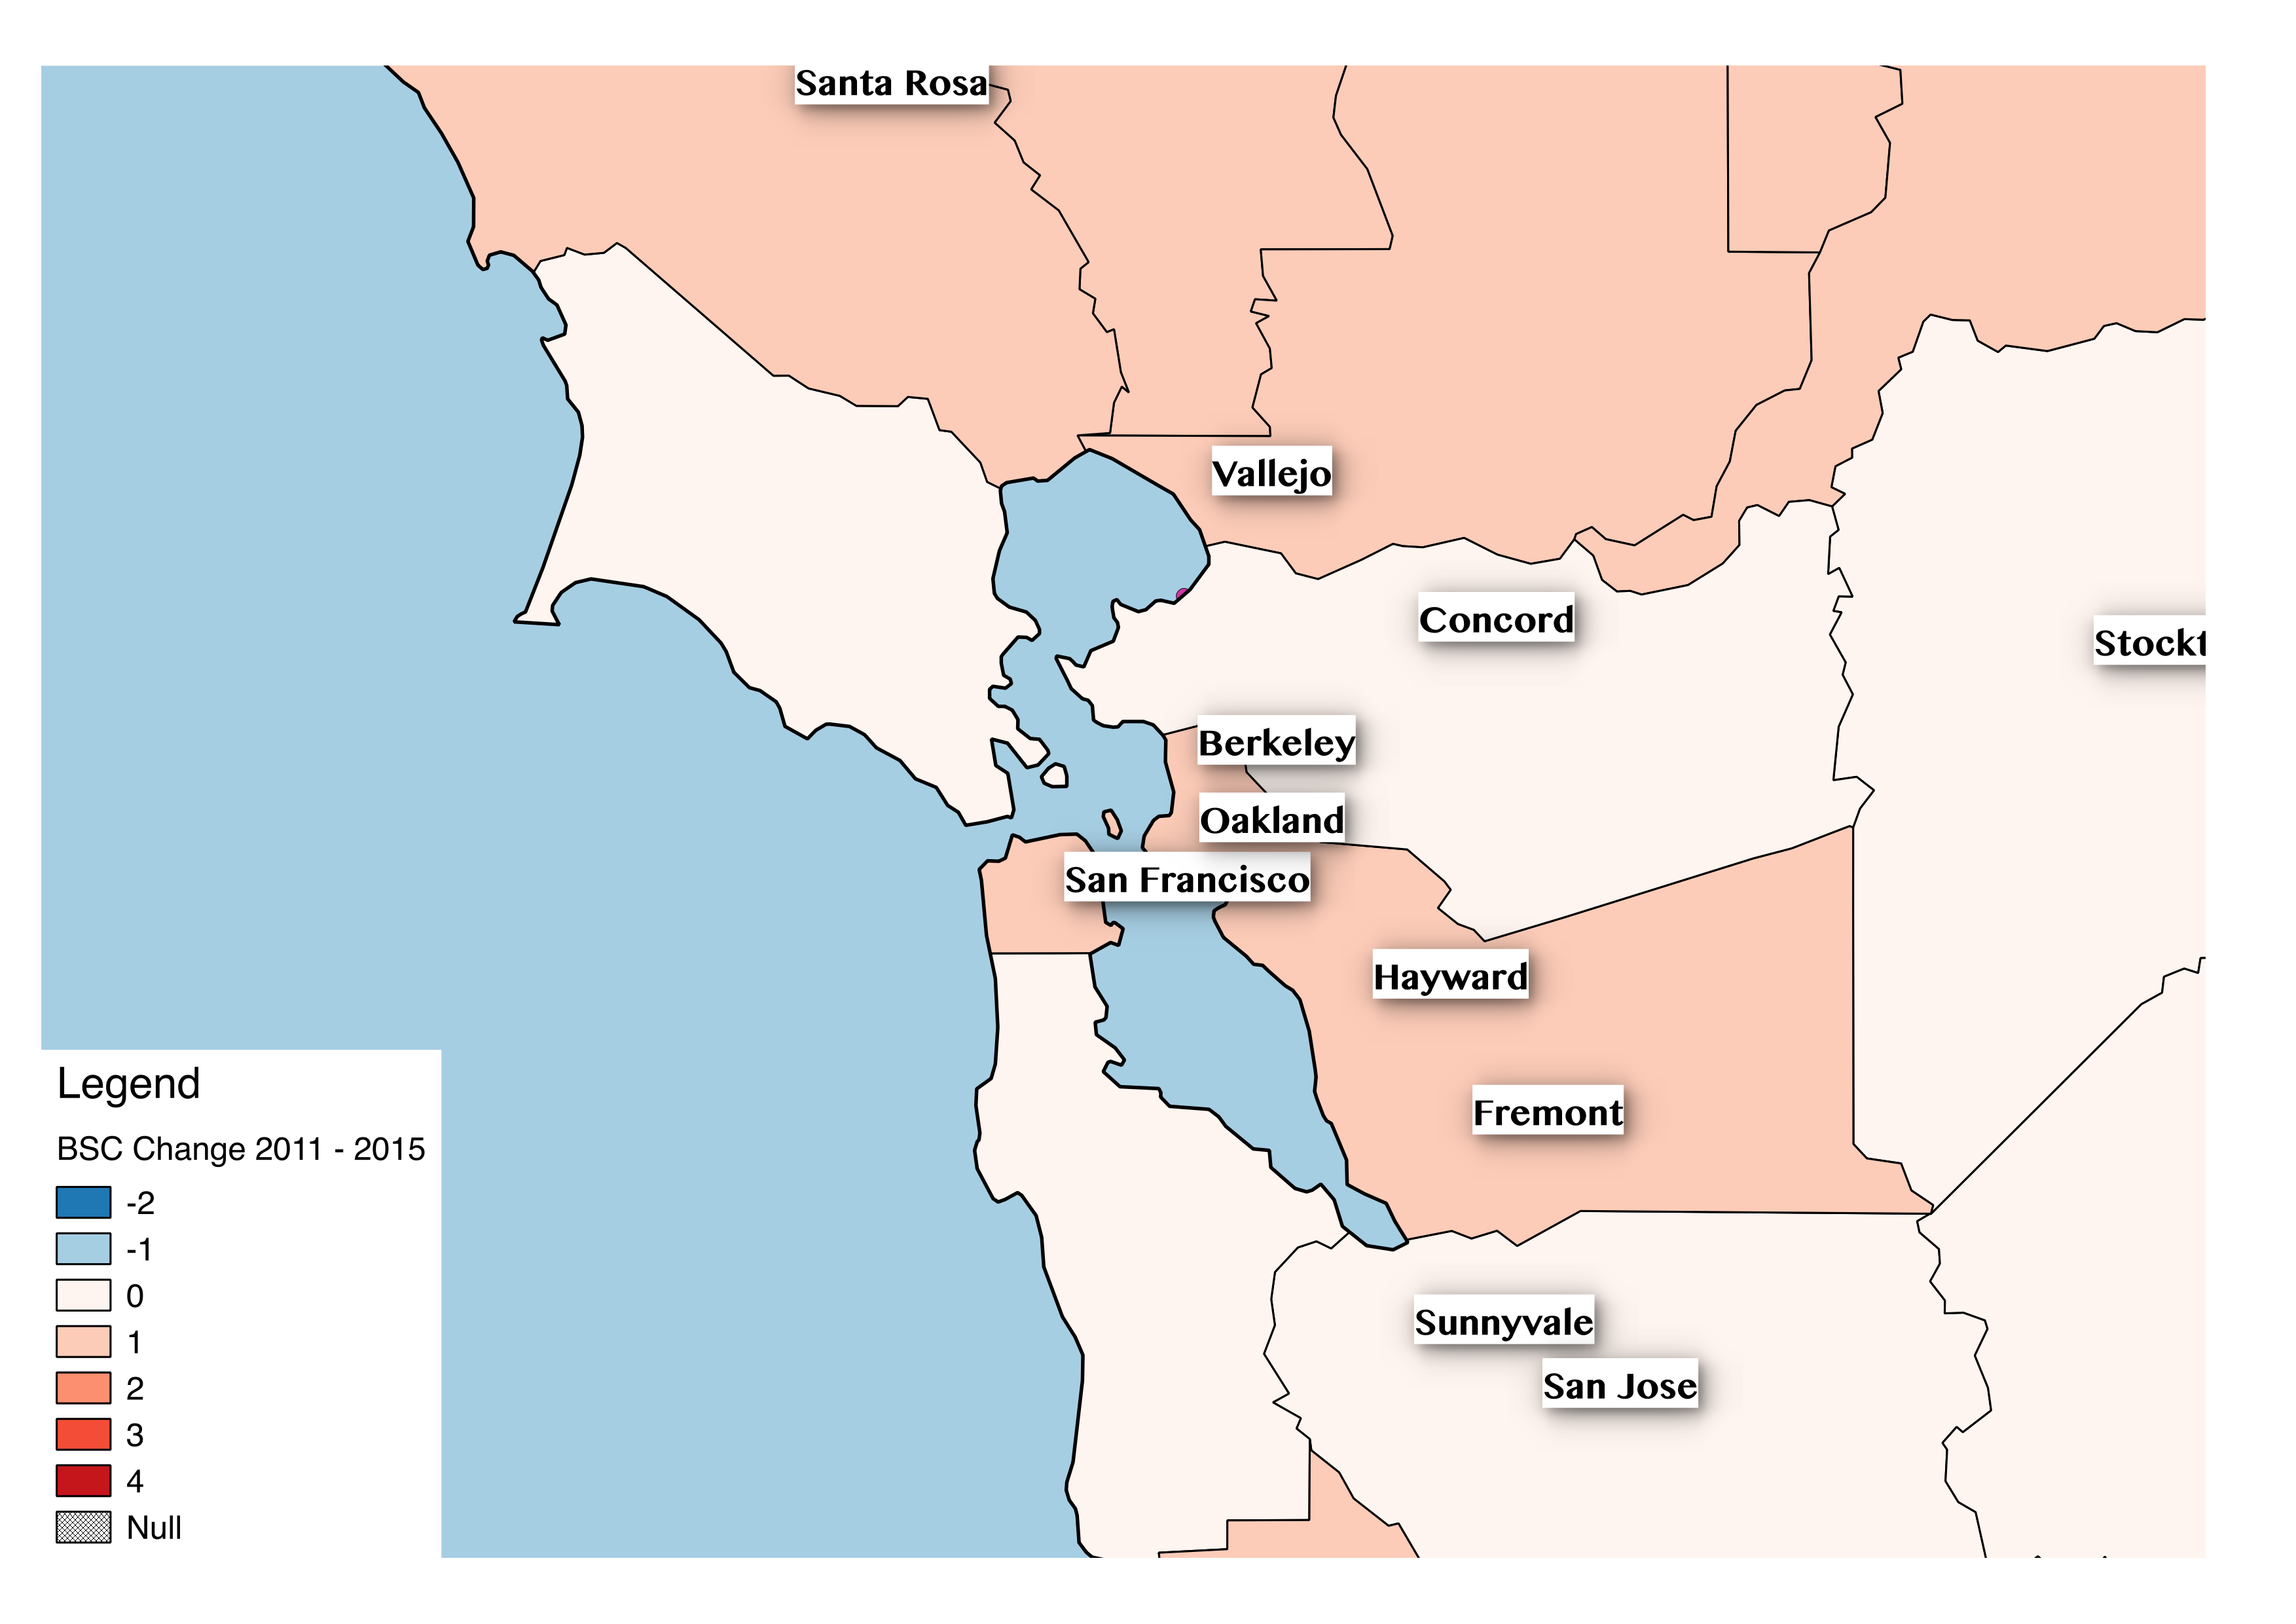 Santa Rosa
Vallejo
Concord
Stockt
Berkeley
Oakland
San Francisco
Hayward
Fremont
Sunnyvale
San Jose
Legend
BSC Change 2011 - 2015
-2
-1
0
1
2
3
4
Null